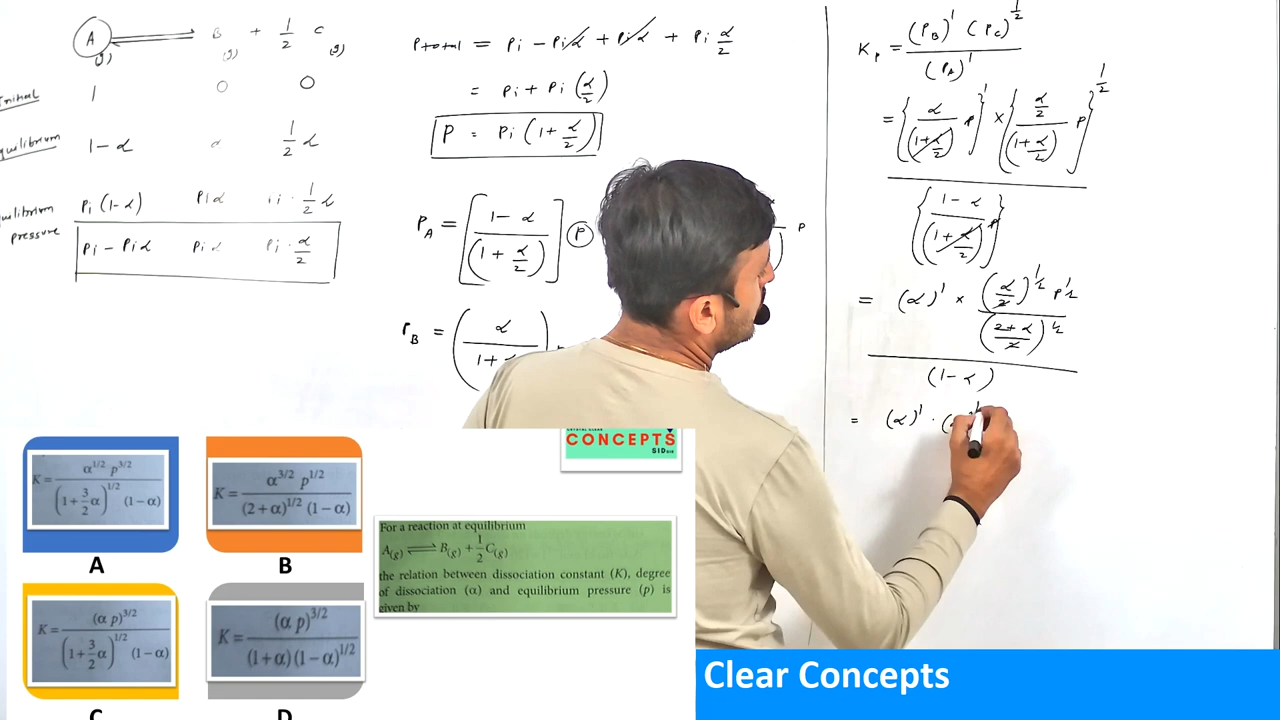 A(g) ⇌ B(g) + 1/2 C(g)
Initial 1 0 0
Equilibrium 1-α α 1/2 α
Equilibrium pressure Pi(1-α) Piα · 1/2 α
Pi - Piα Piα Pi · α/2
Ptotal = Pi - Piα + Piα + Pi α/2
= Pi + Pi (α/2)
P = Pi (1 + α/2)
PA = [(1-α)/(1 + α/2)] P
P
PB = (α/(1+
Kp = (PB)^1 (PC)^1/2 / (PA)^1
= {α/(1+α/2) P}^1 × {(α/2)/(1+α/2) P}^1/2
{(1-α)/(1+α/2) P}
= (α)^1 × (α/2)^1/2 P^1/2 / ((2+α)/2)^1/2
(1-α)
= (α)^1 ·
K = α^1/2 p^3/2 / (1+3/2 α)^1/2 (1-α)
A
K = α^3/2 p^1/2 / (2+α)^1/2 (1-α)
B
K = (α p)^3/2 / (1+3/2 α)^1/2 (1-α)
C
K = (α p)^3/2 / (1+α)(1-α)^1/2
D
CONCEPTS
For a reaction at equilibrium
A(g) ⇌ B(g) + 1/2 C(g)
the relation between dissociation constant (K), degree
of dissociation (α) and equilibrium pressure (p) is
given by
Clear Concepts